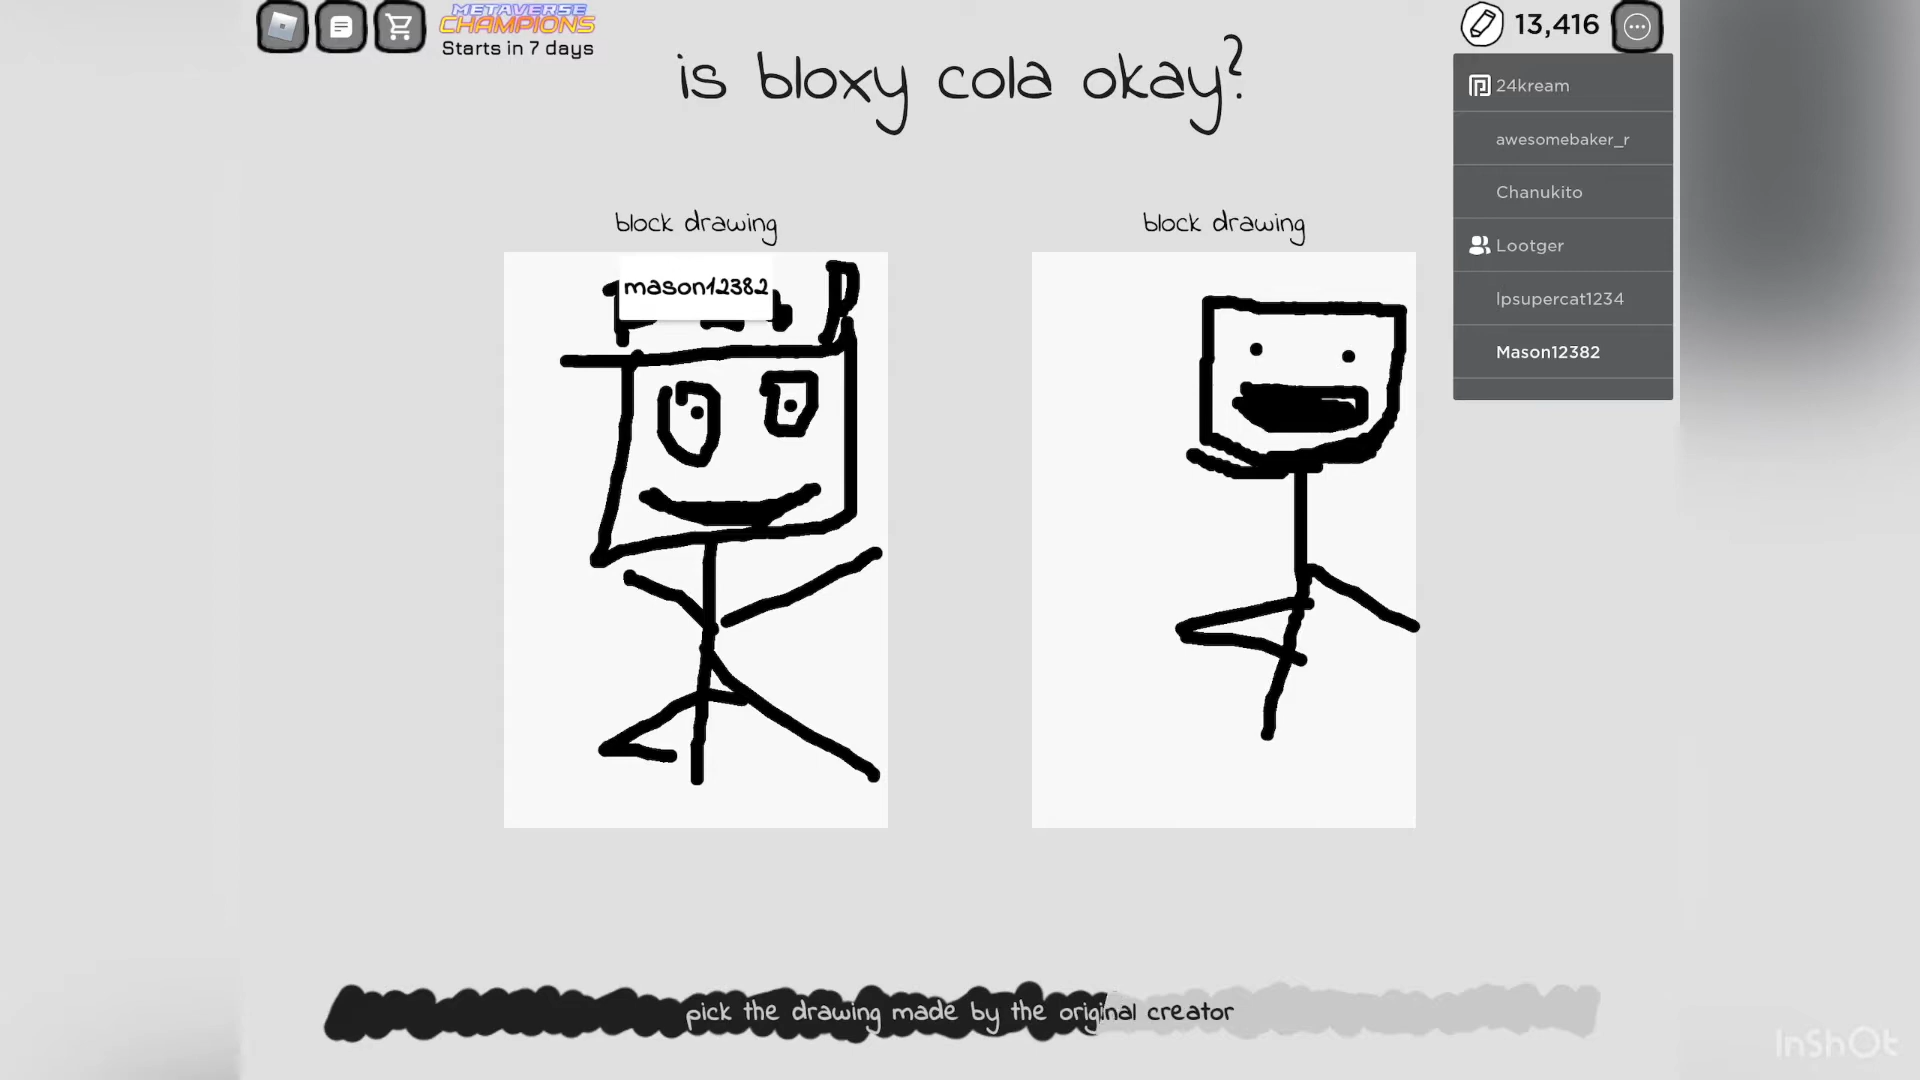 METAVERSE
CHAMPIONS
Starts in 7 days
13,416
is bloxy cola okay?
24kream
awesomebaker_r
Chanukito
Lootger
lpsupercat1234
Mason12382
block drawing
block drawing
mason12382
pick the drawing made by the original creator
InShOt